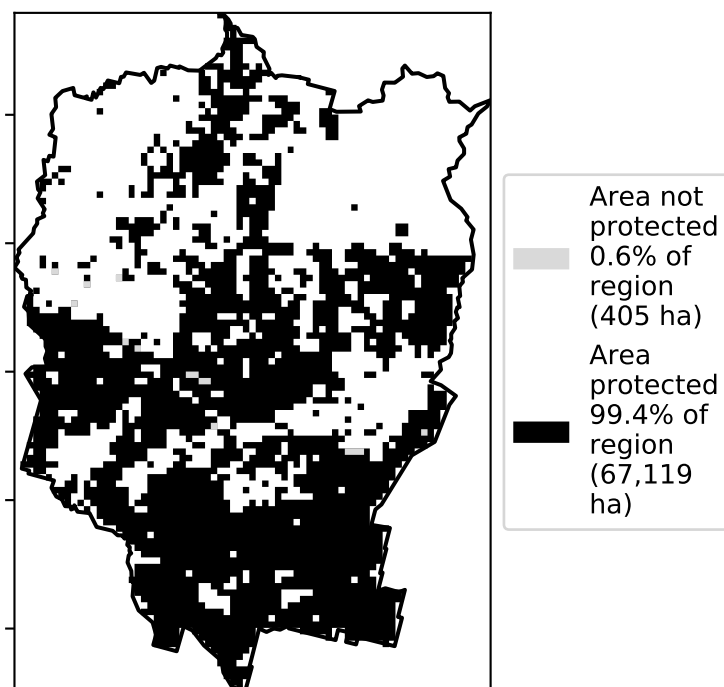 Area not
protected
0.6% of
region
(405 ha)
Area
protected
99.4% of
region
(67,119
ha)